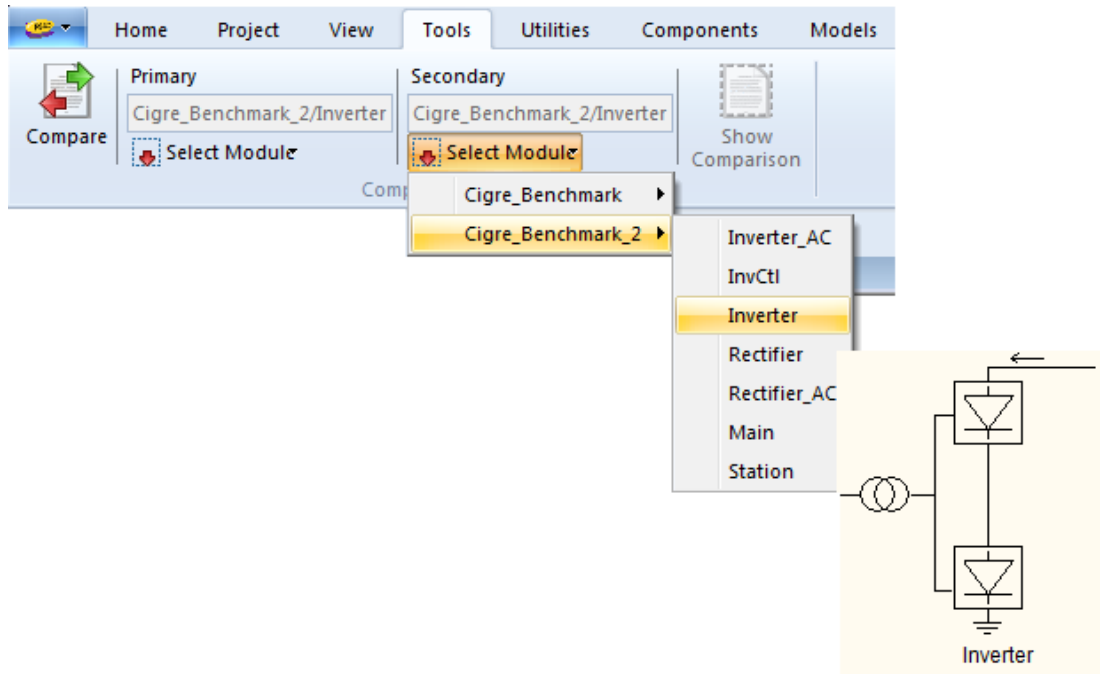 Home Project View Tools Utilities Components Models
Primary
Secondary
Cigre_Benchmark_2/Inverter
Cigre_Benchmark_2/Inverter
Compare
Select Module
Select Module
Show
Comparison
Com
Cigre_Benchmark
Cigre_Benchmark_2
Inverter_AC
InvCtl
Inverter
Rectifier
Rectifier_AC
Main
Station
Inverter